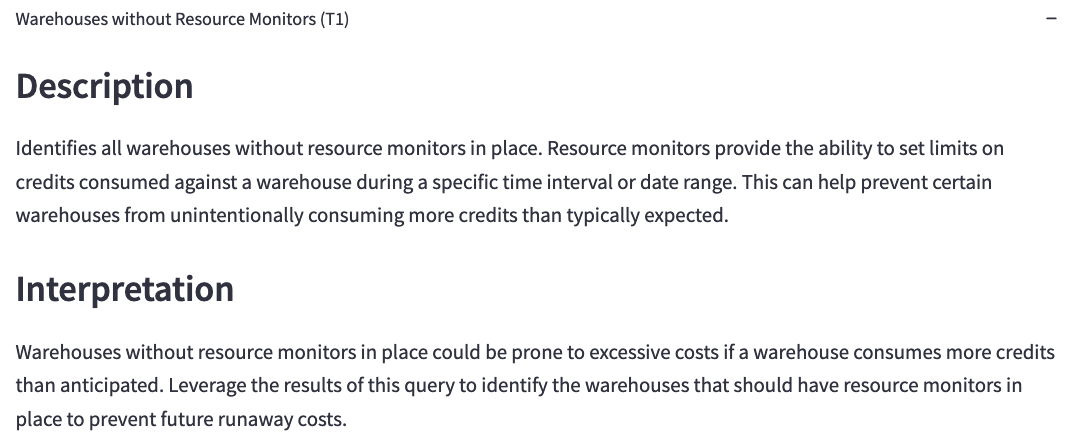 Warehouses without Resource Monitors (T1)
Description
Identifies all warehouses without resource monitors in place. Resource monitors provide the ability to set limits on
credits consumed against a warehouse during a specific time interval or date range. This can help prevent certain
warehouses from unintentionally consuming more credits than typically expected.
Interpretation
Warehouses without resource monitors in place could be prone to excessive costs if a warehouse consumes more credits
than anticipated. Leverage the results of this query to identify the warehouses that should have resource monitors in
place to prevent future runaway costs.